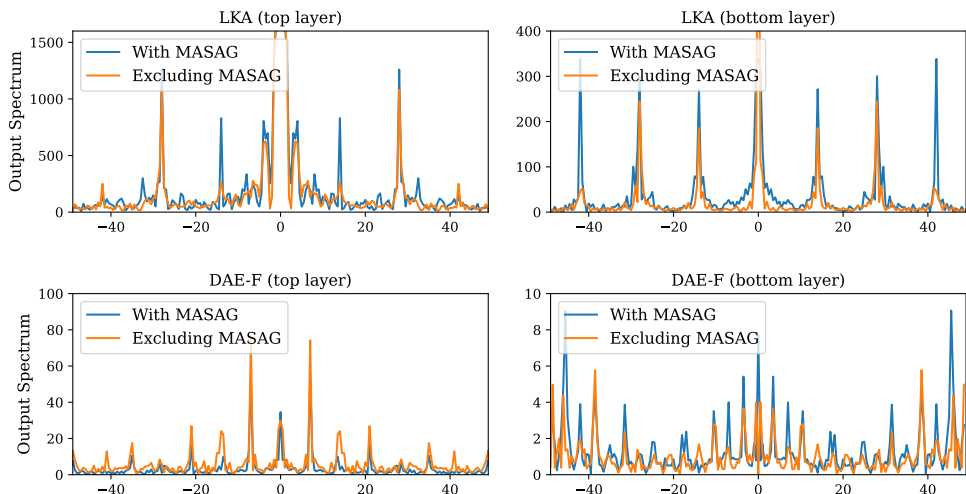 LKA (top layer)
Output Spectrum
1500
1000
500
0
With MASAG
Excluding MASAG
−40 −20 0 20 40
LKA (bottom layer)
400
300
200
100
0
With MASAG
Excluding MASAG
−40 −20 0 20 40
DAE-F (top layer)
Output Spectrum
100
80
60
40
20
0
With MASAG
Excluding MASAG
−40 −20 0 20 40
DAE-F (bottom layer)
10
8
6
4
2
0
With MASAG
Excluding MASAG
−40 −20 0 20 40